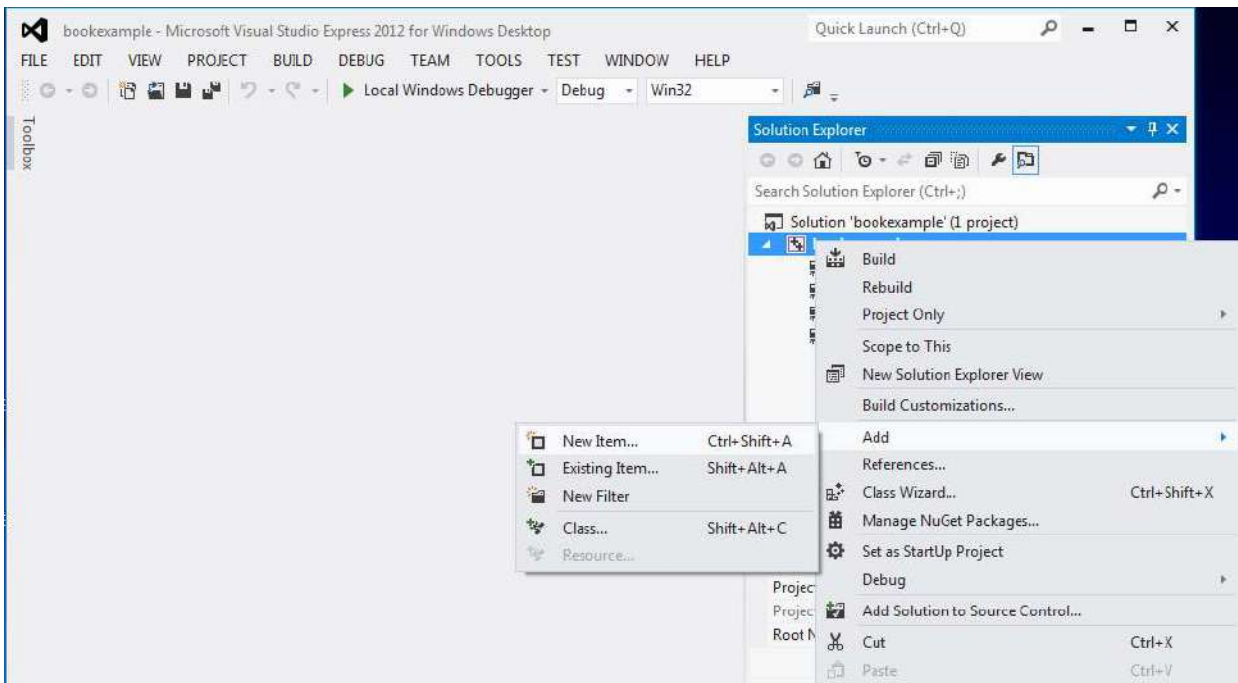 bookexample - Microsoft Visual Studio Express 2012 for Windows Desktop
Quick Launch (Ctrl+Q)
FILE EDIT VIEW PROJECT BUILD DEBUG TEAM TOOLS TEST WINDOW HELP
Local Windows Debugger Debug Win32
Toolbox
Solution Explorer
Search Solution Explorer (Ctrl+;)
Solution 'bookexample' (1 project)
Build
Rebuild
Project Only
Scope to This
New Solution Explorer View
Build Customizations...
Add
References...
Class Wizard... Ctrl+Shift+X
Manage NuGet Packages...
Set as StartUp Project
Debug
Add Solution to Source Control...
Cut Ctrl+X
Paste Ctrl+V
New Item... Ctrl+Shift+A
Existing Item... Shift+Alt+A
New Filter
Class... Shift+Alt+C
Resource...
Projec
Projec
Root N